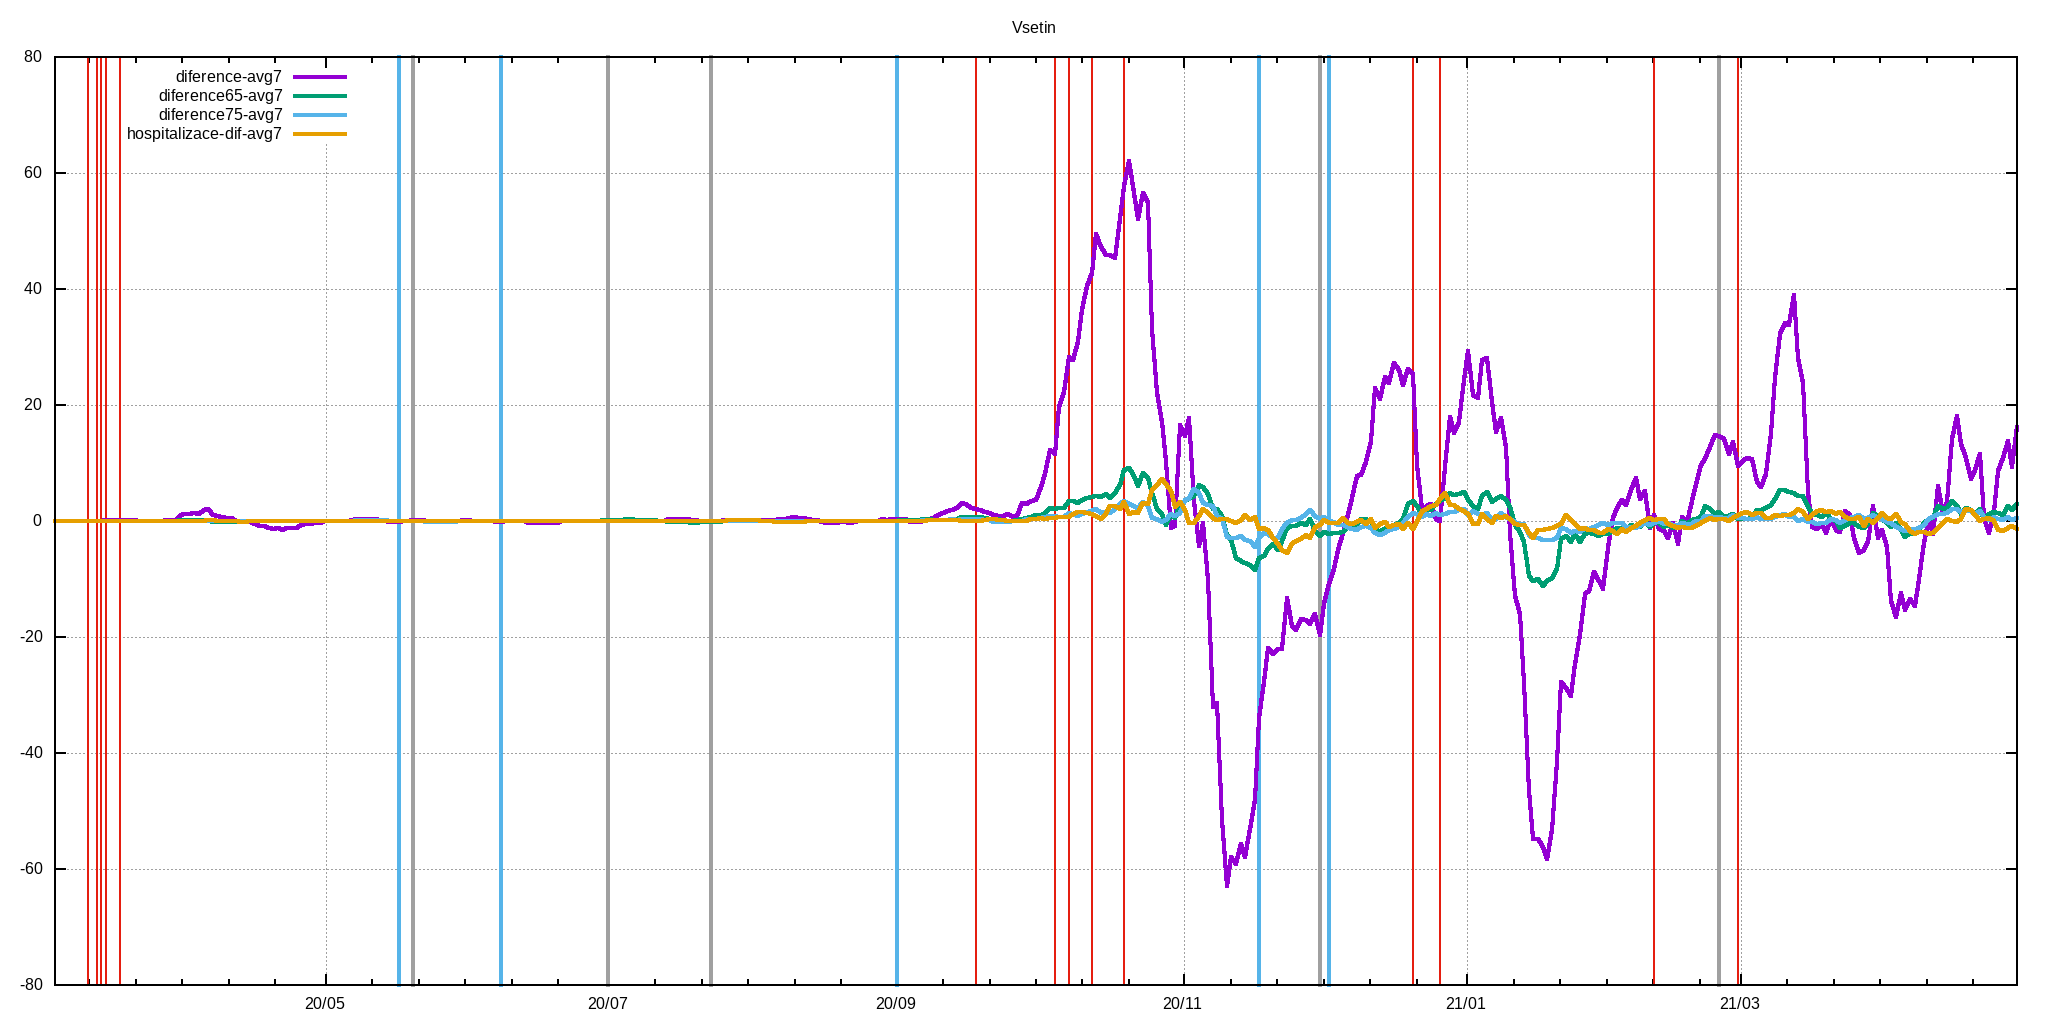 Vsetin
diference-avg7
diference65-avg7
diference75-avg7
hospitalizace-dif-avg7
80
60
40
20
0
-20
-40
-60
-80
20/05 20/07 20/09 20/11 21/01 21/03